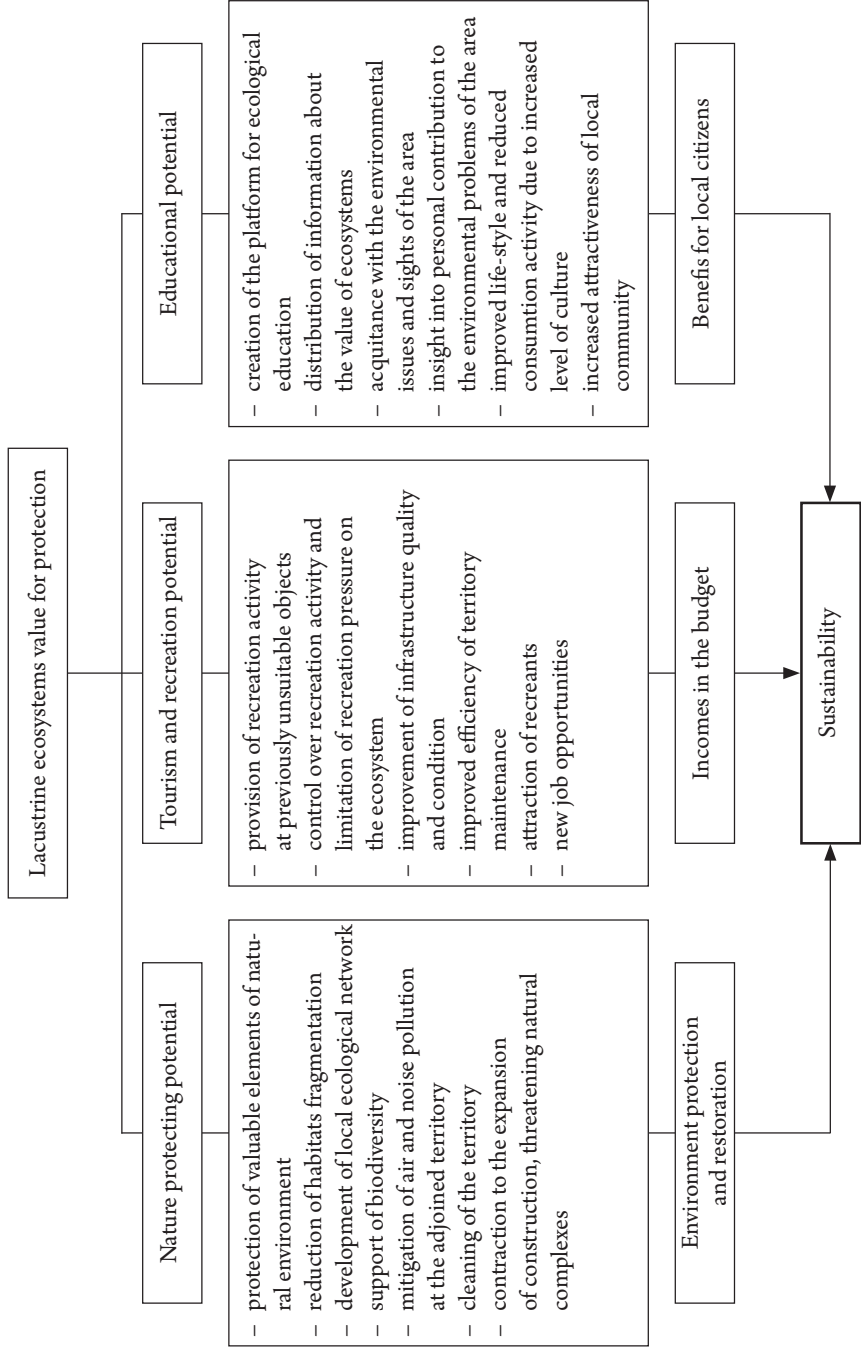 Lacustrine ecosystems value for protection
Nature protecting potential
– protection of valuable elements of natu-
ral environment
– reduction of habitats fragmentation
– development of local ecological network
– support of biodiversity
– mitigation of air and noise pollution
at the adjoined territory
– cleaning of the territory
– contraction to the expansion
of construction, threatening natural
complexes
Environment protection
and restoration
Tourism and recreation potential
– provision of recreation activity
at previously unsuitable objects
– control over recreation activity and
limitation of recreation pressure on
the ecosystem
– improvement of infrastructure quality
and condition
– improved efficiency of territory
maintenance
– attraction of recreants
– new job opportunities
Incomes in the budget
Educational potential
– creation of the platform for ecological
education
– distribution of information about
the value of ecosystems
– acquitance with the environmental
issues and sights of the area
– insight into personal contribution to
the environmental problems of the area
– improved life-style and reduced
consumtion activity due to increased
level of culture
– increased attractiveness of local
community
Benefis for local citizens
Sustainability